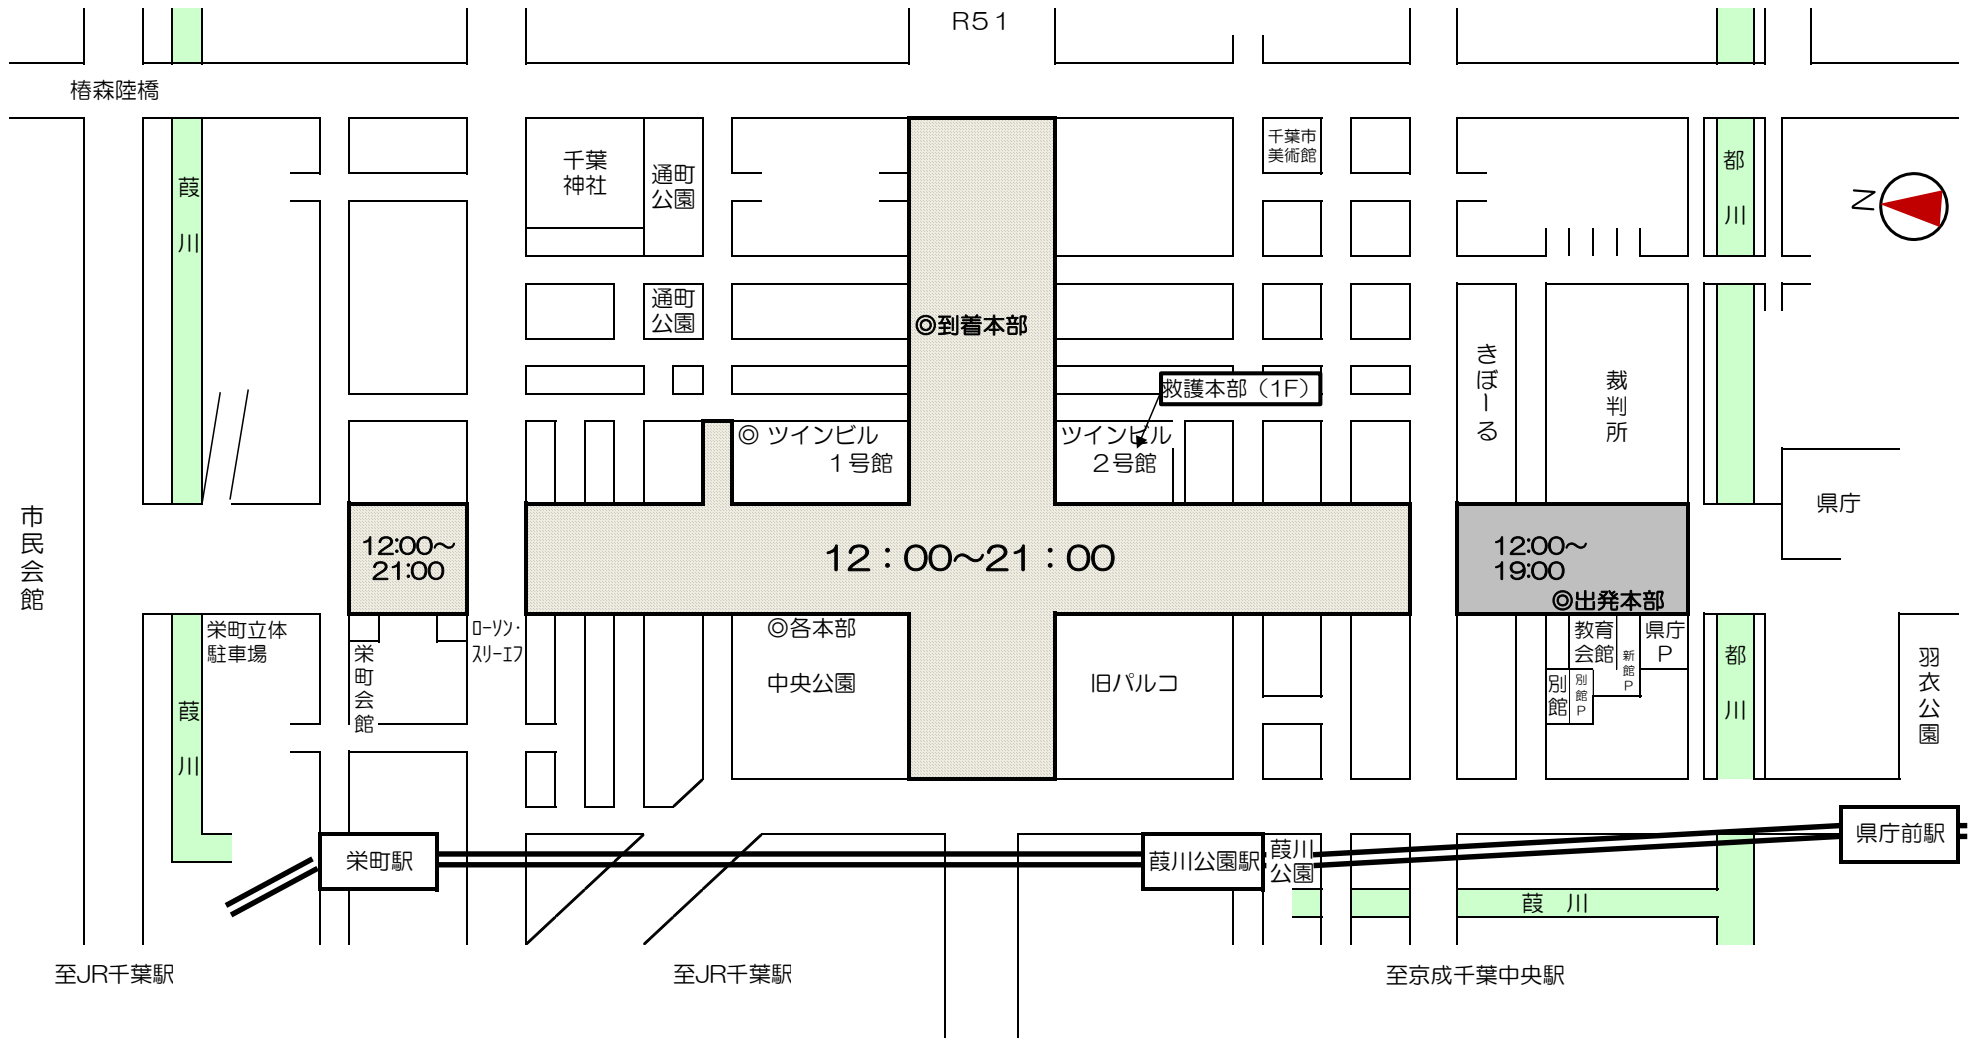 R51
椿森陸橋
千葉
神社
通町
公園
千葉市
美術館
都
川
葭
川
N
通町
公園
◎到着本部
きぼーる
裁判所
救護本部（1F）
◎ ツインビル
1号館
ツインビル
2号館
県庁
市民会館
12:00～
21:00
12：00～21：00
12:00～
19:00
◎出発本部
栄町立体
駐車場
栄町会館
ﾛｰｿﾝ･
ｽﾘｰｴﾌ
◎各本部
中央公園
旧パルコ
教育
会館
新館P
県庁
P
別館
別館P
都
川
羽衣公園
葭
川
栄町駅
葭川公園駅
葭川
公園
県庁前駅
葭 川
至JR千葉駅
至JR千葉駅
至京成千葉中央駅